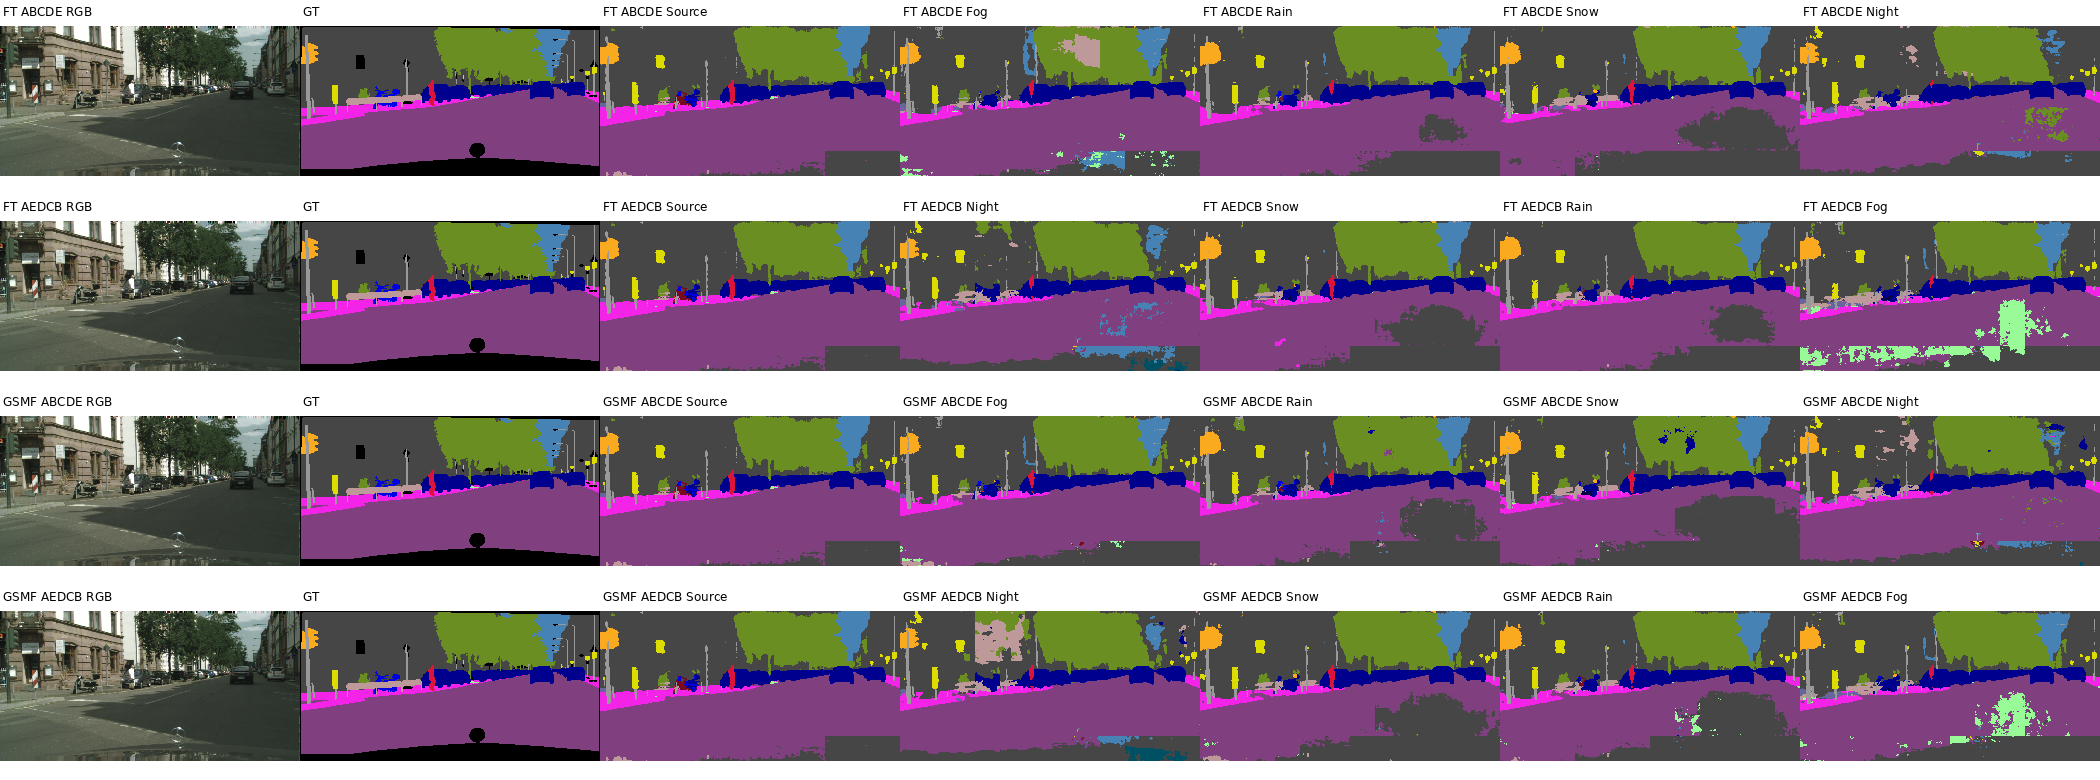 FT ABCDE RGB GT FT ABCDE Source FT ABCDE Fog FT ABCDE Rain FT ABCDE Snow FT ABCDE Night
FT AEDCB RGB GT FT AEDCB Source FT AEDCB Night FT AEDCB Snow FT AEDCB Rain FT AEDCB Fog
GSMF ABCDE RGB GT GSMF ABCDE Source GSMF ABCDE Fog GSMF ABCDE Rain GSMF ABCDE Snow GSMF ABCDE Night
GSMF AEDCB RGB GT GSMF AEDCB Source GSMF AEDCB Night GSMF AEDCB Snow GSMF AEDCB Rain GSMF AEDCB Fog